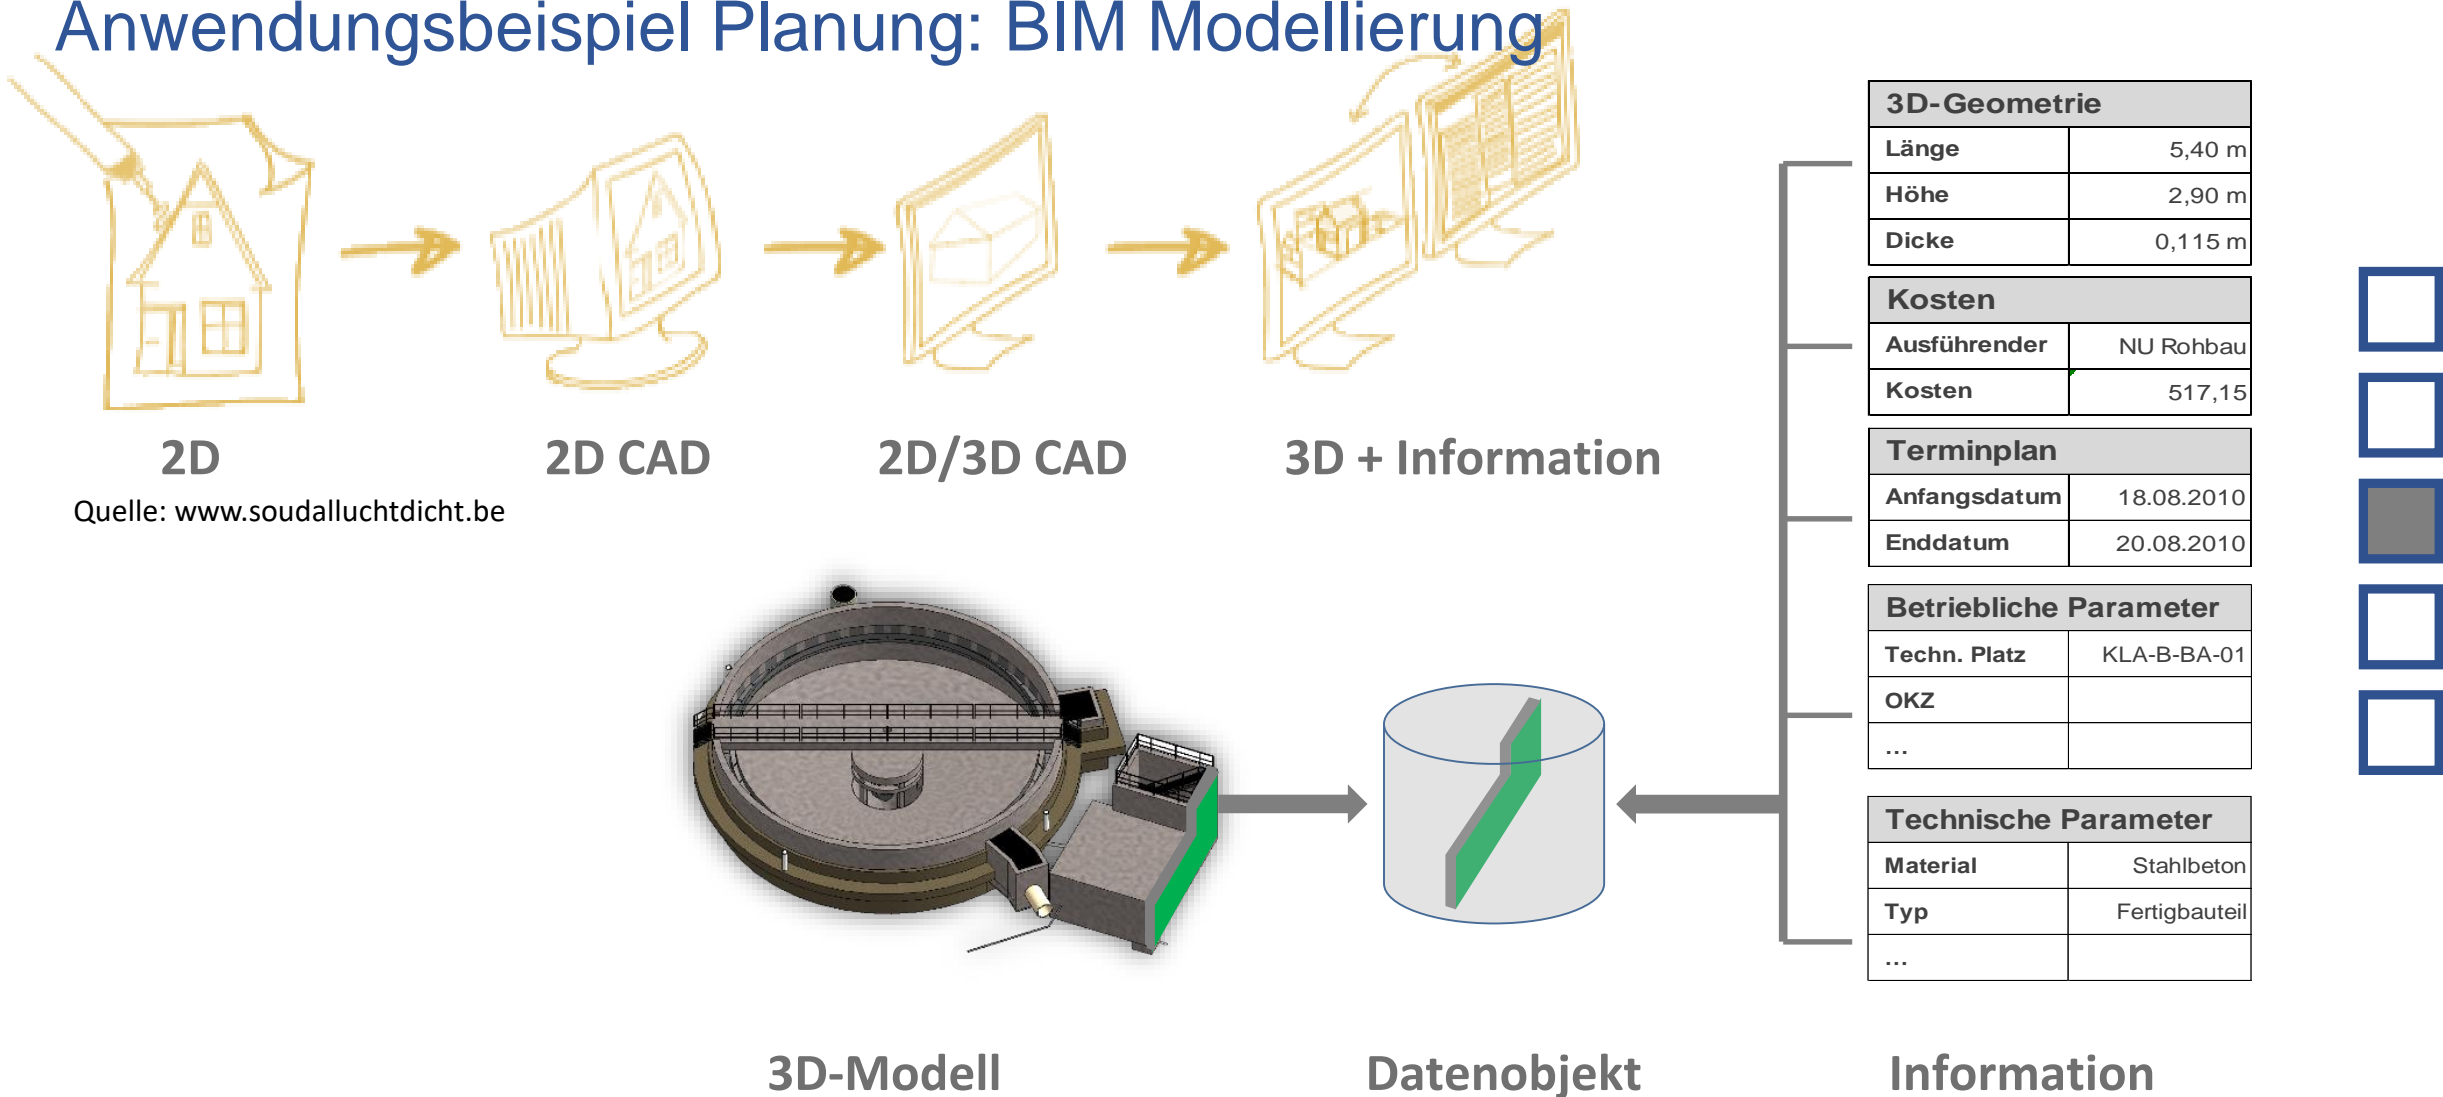 Anwendungsbeispiel Planung: BIM Modellierung
2D
2D CAD
2D/3D CAD
3D + Information
Quelle: www.soudalluchtdicht.be
3D-Geometrie
Länge 5,40 m
Höhe 2,90 m
Dicke 0,115 m
Kosten
Ausführender NU Rohbau
Kosten 517,15
Terminplan
Anfangsdatum 18.08.2010
Enddatum 20.08.2010
Betriebliche Parameter
Techn. Platz KLA-B-BA-01
OKZ
...
Technische Parameter
Material Stahlbeton
Typ Fertigbauteil
...
3D-Modell
Datenobjekt
Information